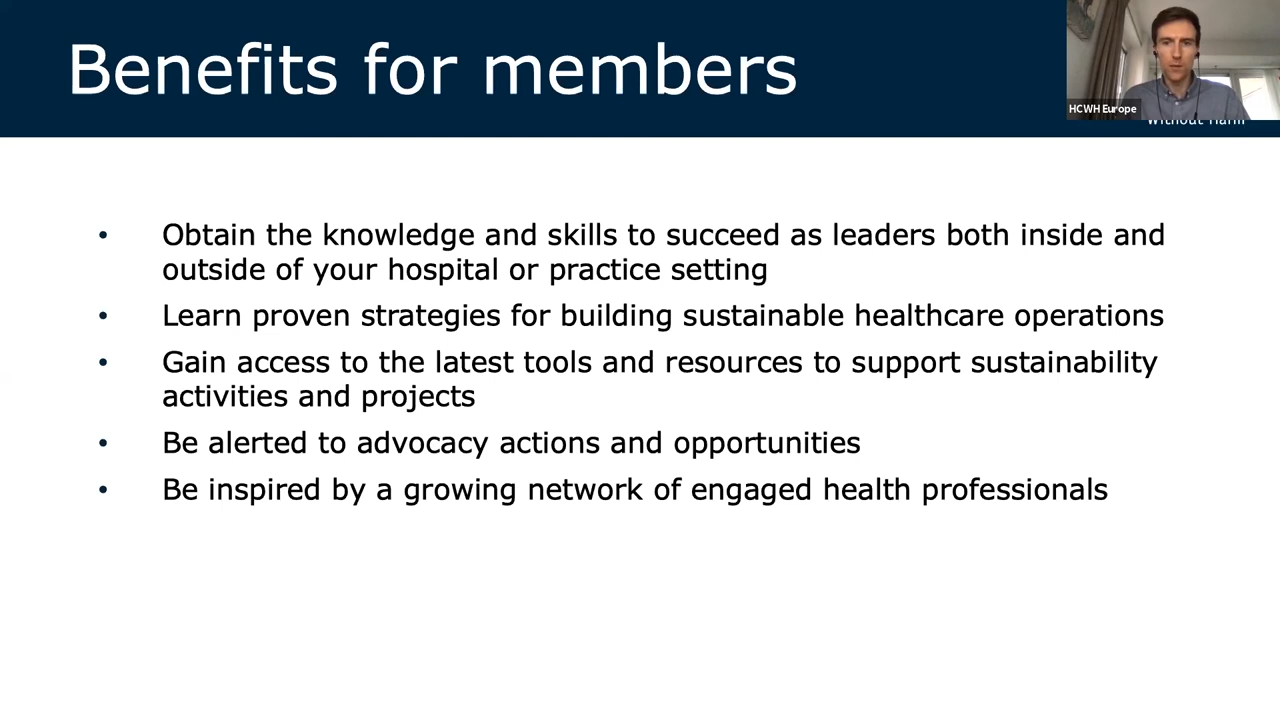 Benefits for members
HCWH Europe
• Obtain the knowledge and skills to succeed as leaders both inside and
outside of your hospital or practice setting
• Learn proven strategies for building sustainable healthcare operations
• Gain access to the latest tools and resources to support sustainability
activities and projects
• Be alerted to advocacy actions and opportunities
• Be inspired by a growing network of engaged health professionals